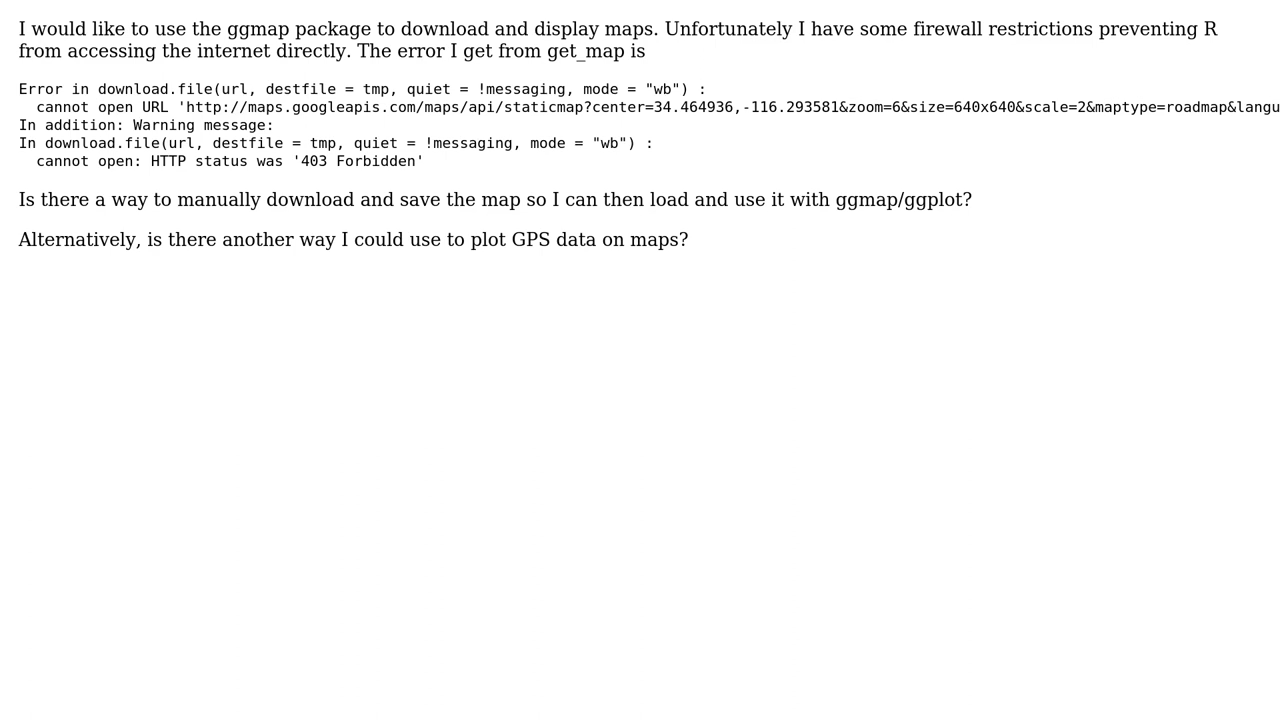 I would like to use the ggmap package to download and display maps. Unfortunately I have some firewall restrictions preventing R
from accessing the internet directly. The error I get from get_map is
Error in download.file(url, destfile = tmp, quiet = !messaging, mode = "wb") :
  cannot open URL 'http://maps.googleapis.com/maps/api/staticmap?center=34.464936,-116.293581&zoom=6&size=640x640&scale=2&maptype=roadmap&langu
In addition: Warning message:
In download.file(url, destfile = tmp, quiet = !messaging, mode = "wb") :
  cannot open: HTTP status was '403 Forbidden'
Is there a way to manually download and save the map so I can then load and use it with ggmap/ggplot?
Alternatively, is there another way I could use to plot GPS data on maps?